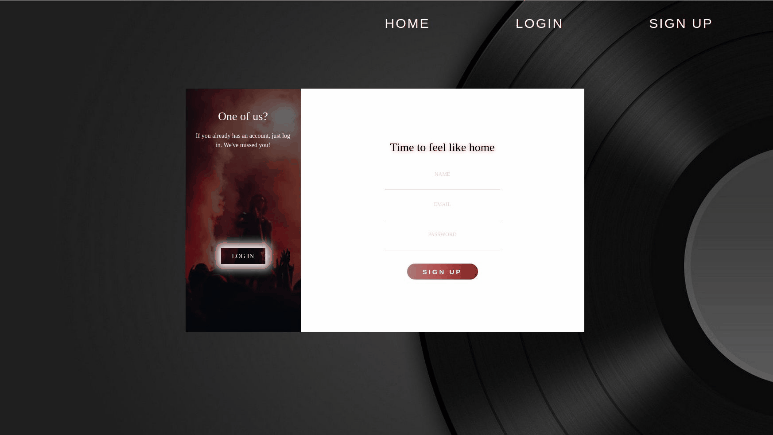 HOME LOGIN SIGN UP
One of us?
If you already has an account, just log
in. We've missed you!
LOG IN
Time to feel like home
NAME
EMAIL
PASSWORD
SIGN UP